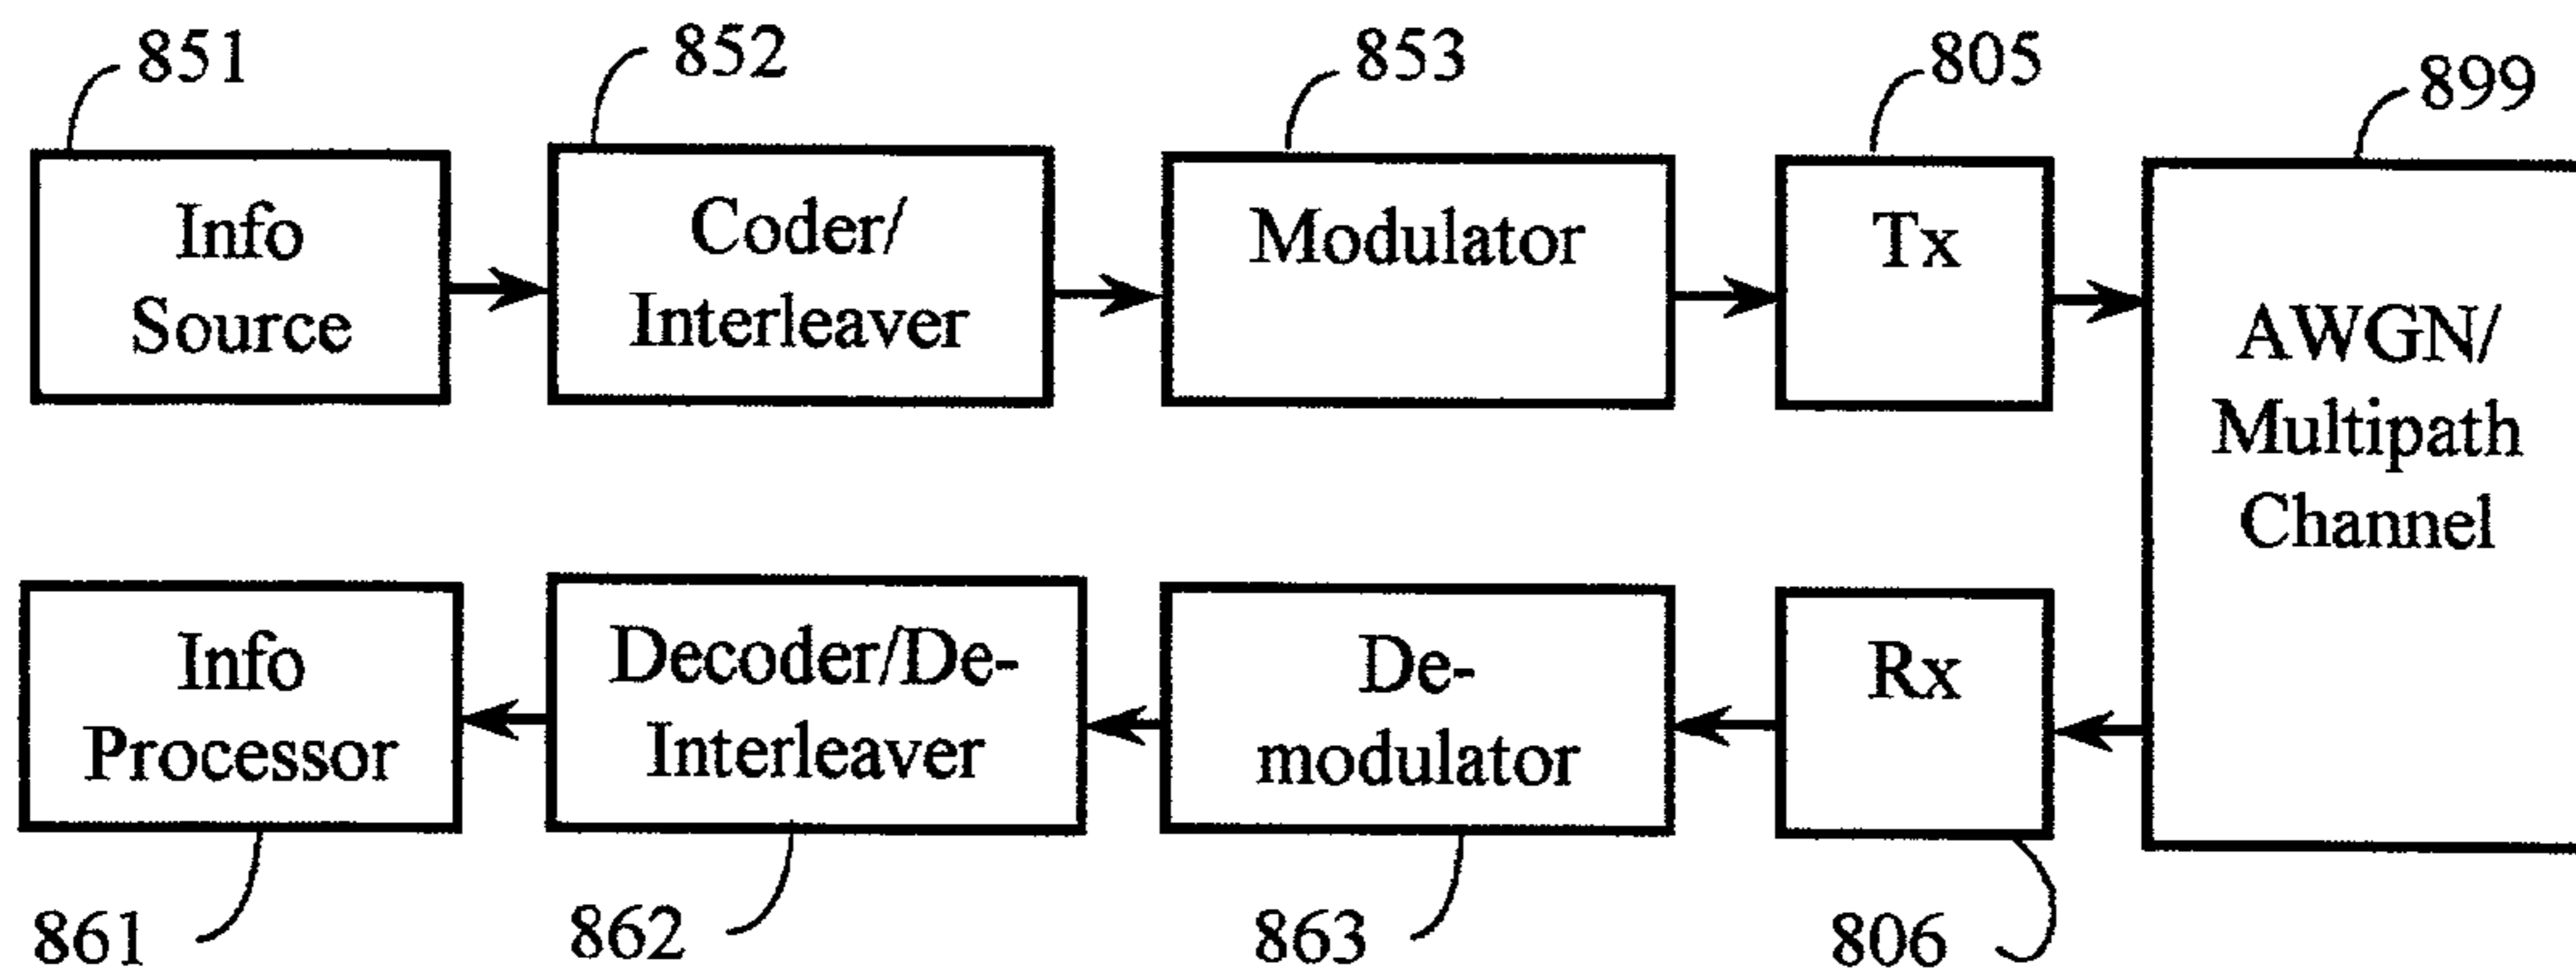 851
852
853
805
899
Info
Source
Coder/
Interleaver
Modulator
Tx
AWGN/
Multipath
Channel
Info
Processor
Decoder/De-
Interleaver
De-
modulator
Rx
861
862
863
806